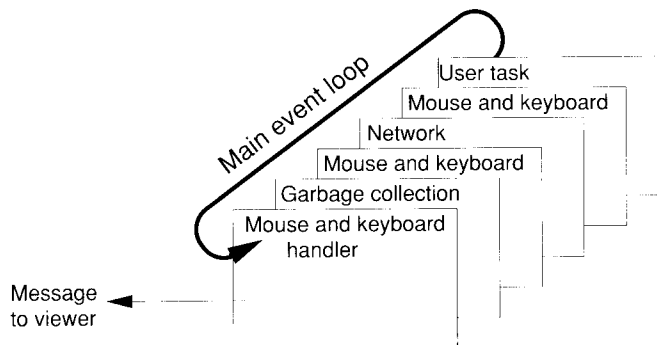 Main event loop
User task
Mouse and keyboard
Network
Mouse and keyboard
Garbage collection
Mouse and keyboard
handler
Message
to viewer